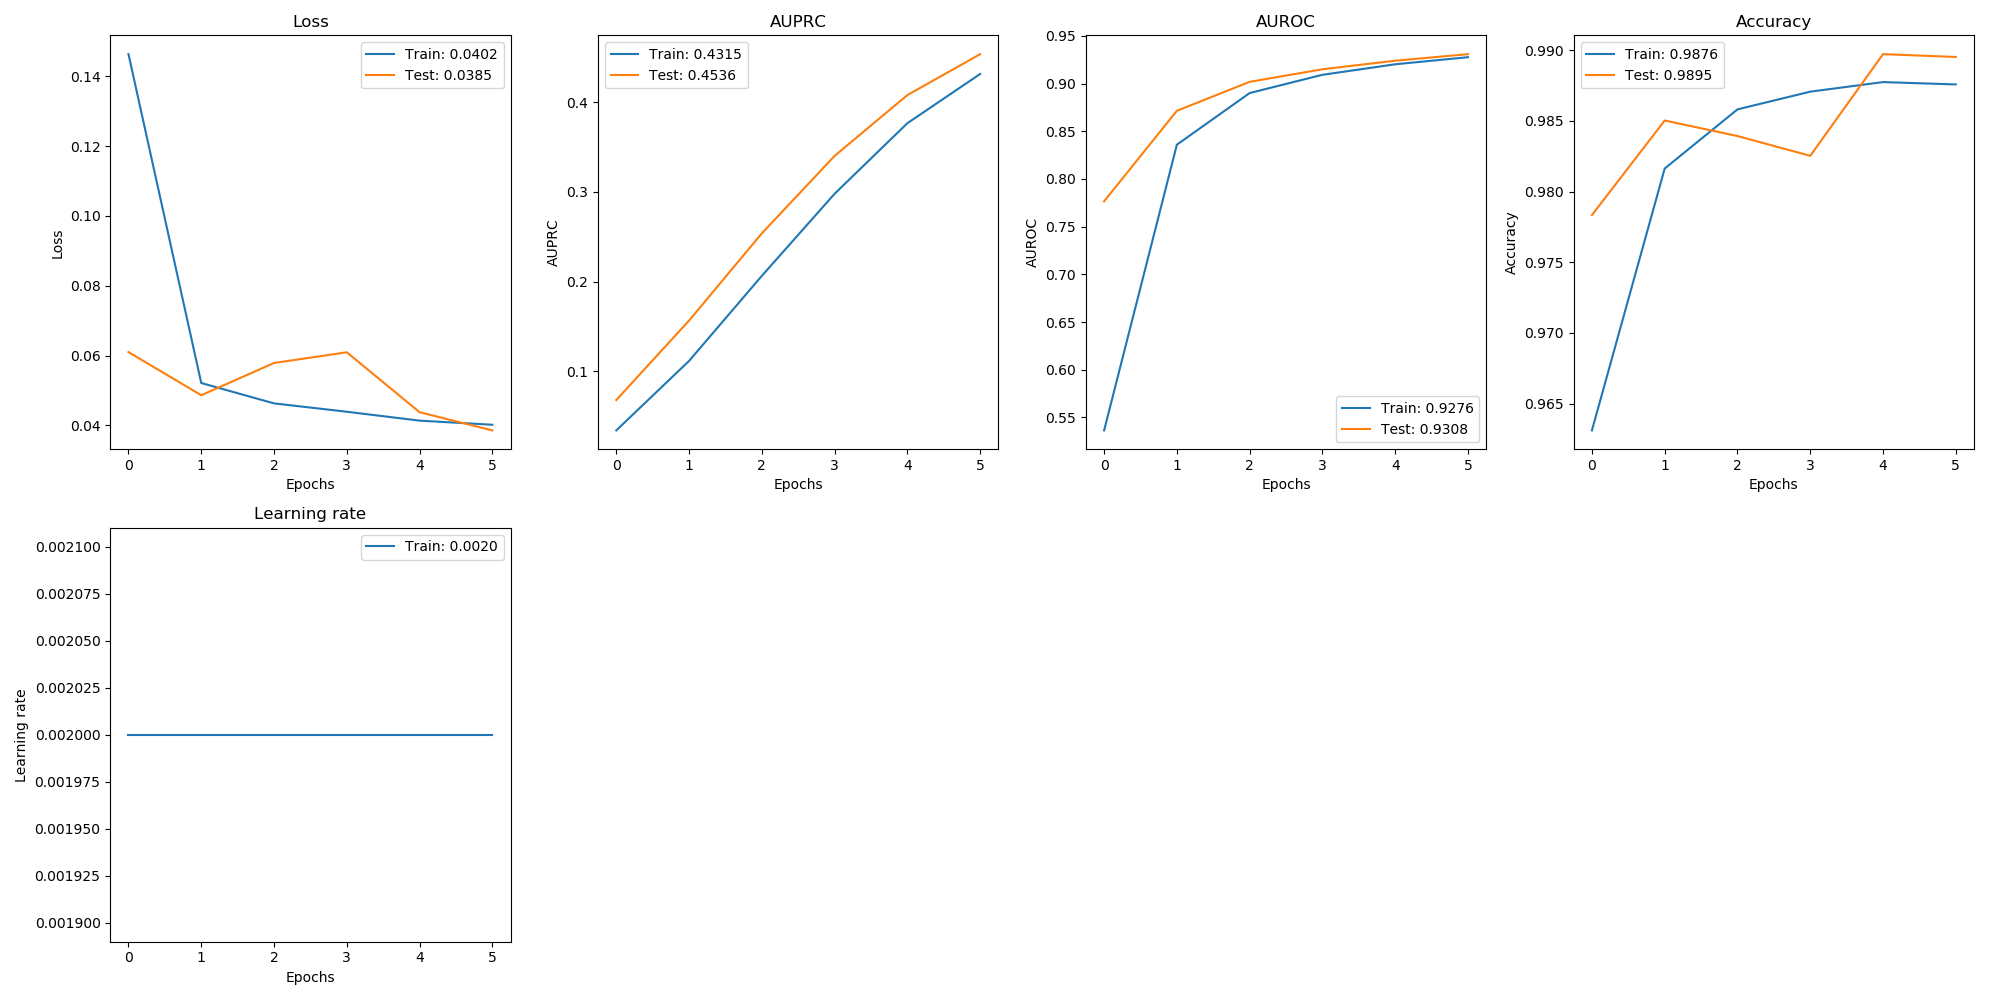 Loss
Train: 0.0402
Test: 0.0385
0.14
0.12
0.10
0.08
0.06
0.04
Loss
0 1 2 3 4 5
Epochs
AUPRC
Train: 0.4315
Test: 0.4536
0.4
0.3
0.2
0.1
AUPRC
0 1 2 3 4 5
Epochs
AUROC
0.95
0.90
0.85
0.80
0.75
0.70
0.65
0.60
0.55
AUROC
Train: 0.9276
Test: 0.9308
0 1 2 3 4 5
Epochs
Accuracy
Train: 0.9876
Test: 0.9895
0.990
0.985
0.980
0.975
0.970
0.965
Accuracy
0 1 2 3 4 5
Epochs
Learning rate
Train: 0.0020
0.002100
0.002075
0.002050
0.002025
0.002000
0.001975
0.001950
0.001925
0.001900
Learning rate
0 1 2 3 4 5
Epochs